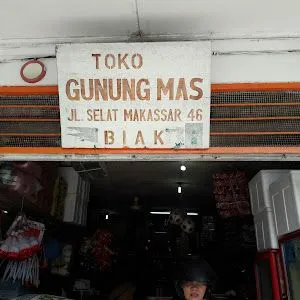 TOKO
GUNUNG MAS
JL. SELAT MAKASSAR 46
BIAK